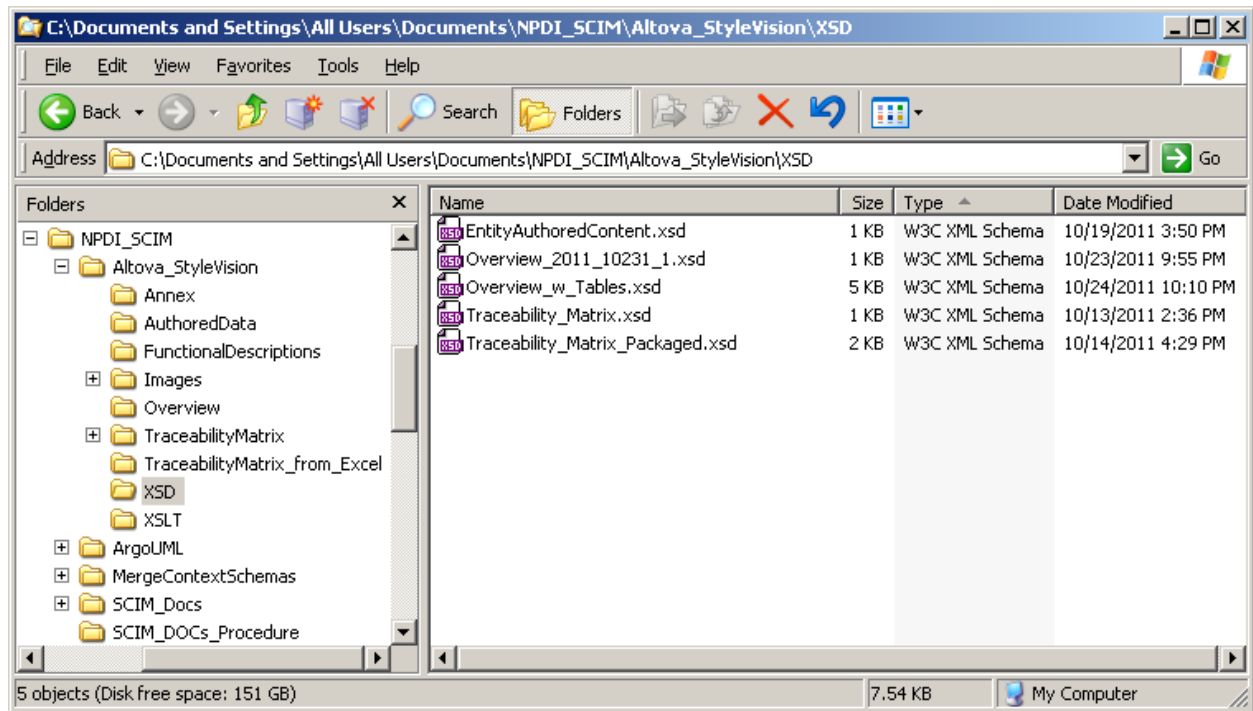 C:\Documents and Settings\All Users\Documents\NPDI_SCIM\Altova_StyleVision\XSD
File Edit View Favorites Tools Help
Back Search Folders
Address C:\Documents and Settings\All Users\Documents\NPDI_SCIM\Altova_StyleVision\XSD Go
Folders x
NPDI_SCIM
Altova_StyleVision
Annex
AuthoredData
FunctionalDescriptions
Images
Overview
TraceabilityMatrix
TraceabilityMatrix_from_Excel
XSD
XSLT
ArgoUML
MergeContextSchemas
SCIM_Docs
SCIM_DOCs_Procedure
Name Size Type Date Modified
XSD EntityAuthoredContent.xsd 1 KB W3C XML Schema 10/19/2011 3:50 PM
XSD Overview_2011_10231_1.xsd 1 KB W3C XML Schema 10/23/2011 9:55 PM
XSD Overview_w_Tables.xsd 5 KB W3C XML Schema 10/24/2011 10:10 PM
XSD Traceability_Matrix.xsd 1 KB W3C XML Schema 10/13/2011 2:36 PM
XSD Traceability_Matrix_Packaged.xsd 2 KB W3C XML Schema 10/14/2011 4:29 PM
5 objects (Disk free space: 151 GB) 7.54 KB My Computer